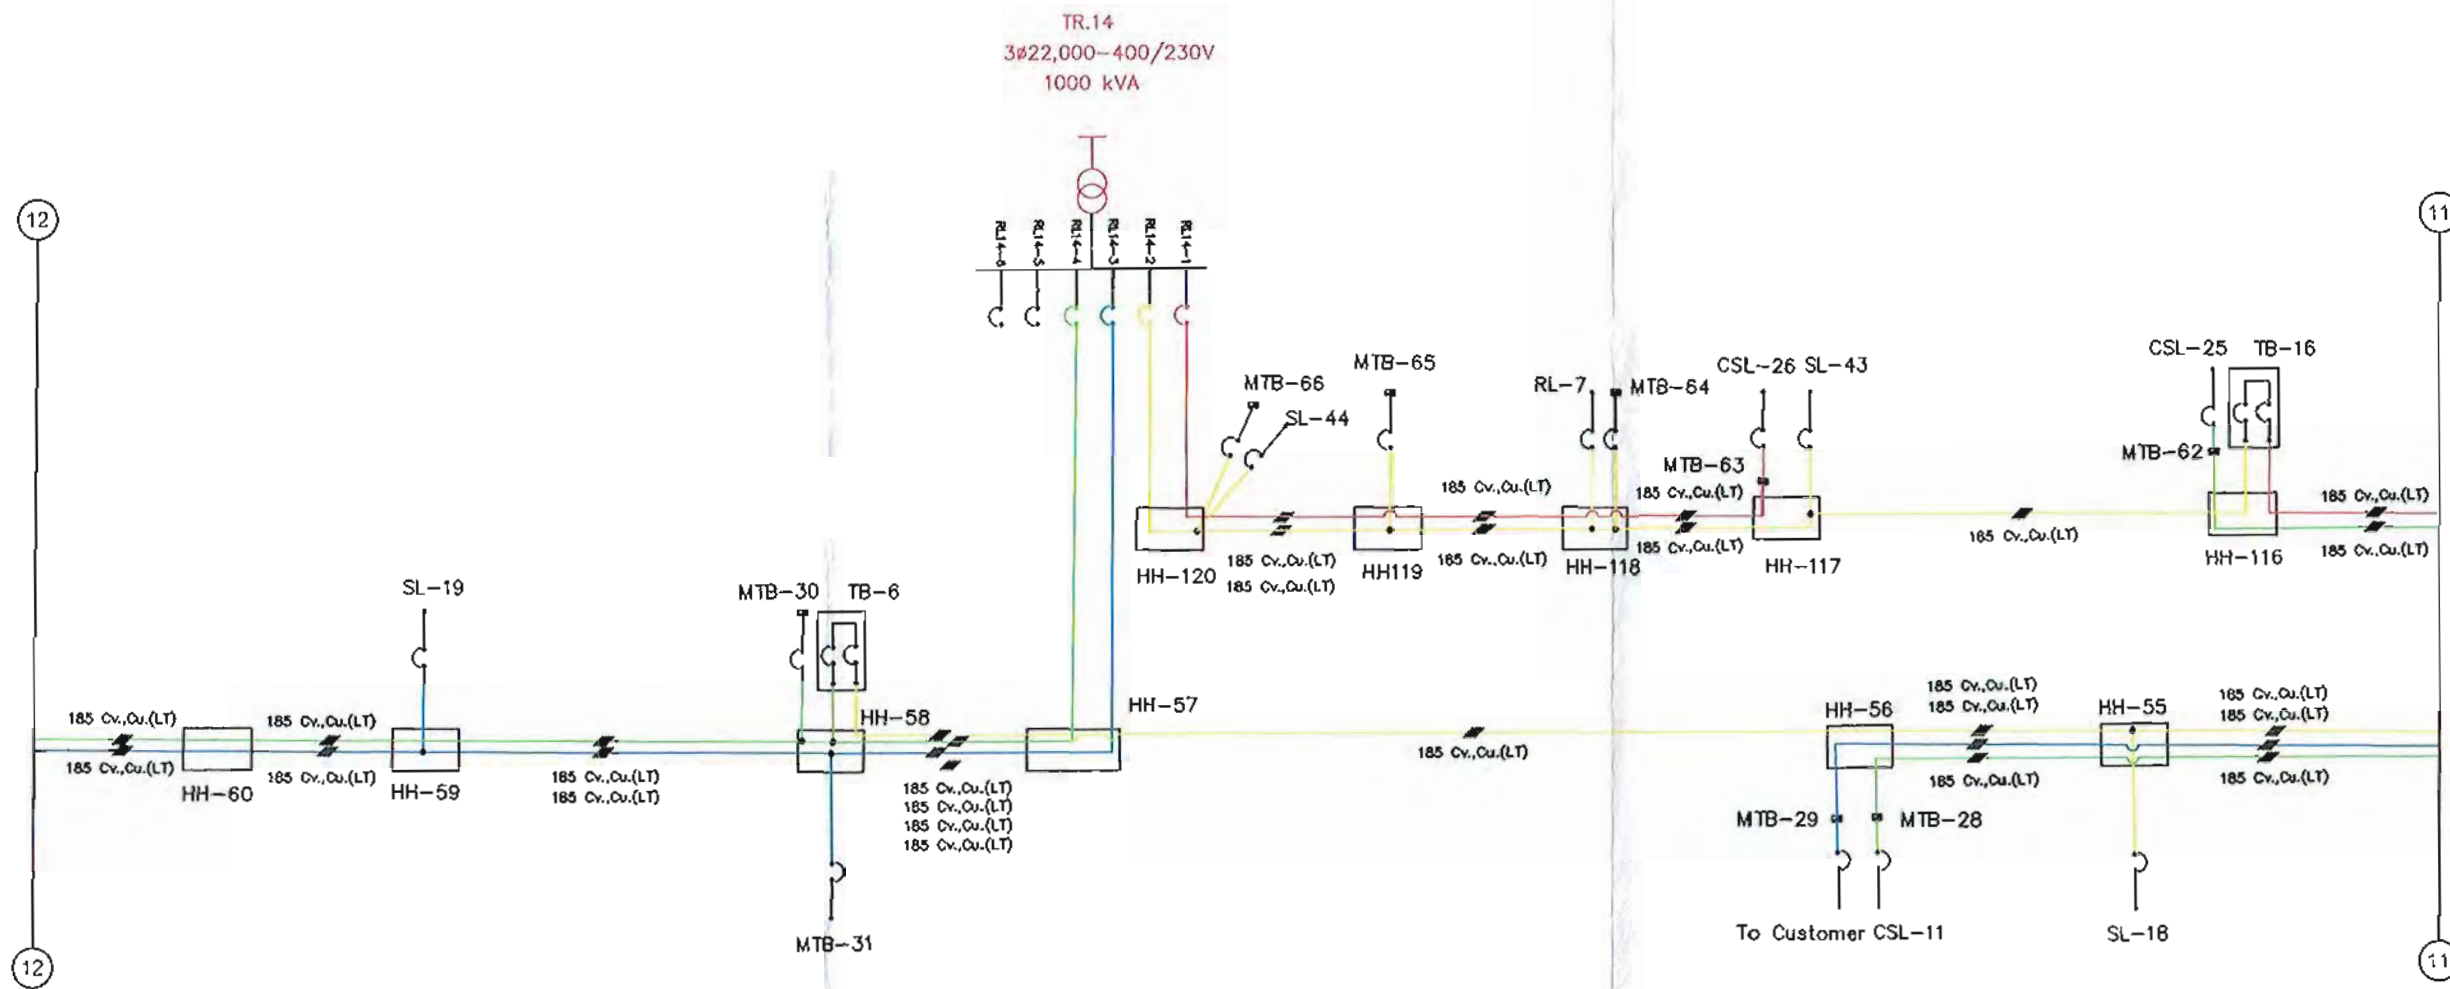 TR.14
3ø22,000-400/230V
1000 kVA
12
11
RL14-6
RL14-5
RL14-4
RL14-3
RL14-2
RL14-1
MTB-66
SL-44
MTB-65
RL-7
MTB-64
CSL-26
SL-43
CSL-25
TB-16
MTB-63
MTB-62
185 Cv.,Cu.(LT)
185 Cv.,Cu.(LT)
185 Cv.,Cu.(LT)
185 Cv.,Cu.(LT)
185 Cv.,Cu.(LT)
185 Cv.,Cu.(LT)
185 Cv.,Cu.(LT)
185 Cv.,Cu.(LT)
185 Cv.,Cu.(LT)
HH-120
HH119
HH-118
HH-117
HH-116
185 Cv.,Cu.(LT)
SL-19
MTB-30
TB-6
185 Cv.,Cu.(LT)
185 Cv.,Cu.(LT)
HH-58
HH-57
HH-56
185 Cv.,Cu.(LT)
185 Cv.,Cu.(LT)
HH-55
185 Cv.,Cu.(LT)
185 Cv.,Cu.(LT)
185 Cv.,Cu.(LT)
185 Cv.,Cu.(LT)
185 Cv.,Cu.(LT)
185 Cv.,Cu.(LT)
185 Cv.,Cu.(LT)
185 Cv.,Cu.(LT)
185 Cv.,Cu.(LT)
HH-60
HH-59
185 Cv.,Cu.(LT)
185 Cv.,Cu.(LT)
185 Cv.,Cu.(LT)
185 Cv.,Cu.(LT)
MTB-29
MTB-28
MTB-31
To Customer CSL-11
SL-18
12
11